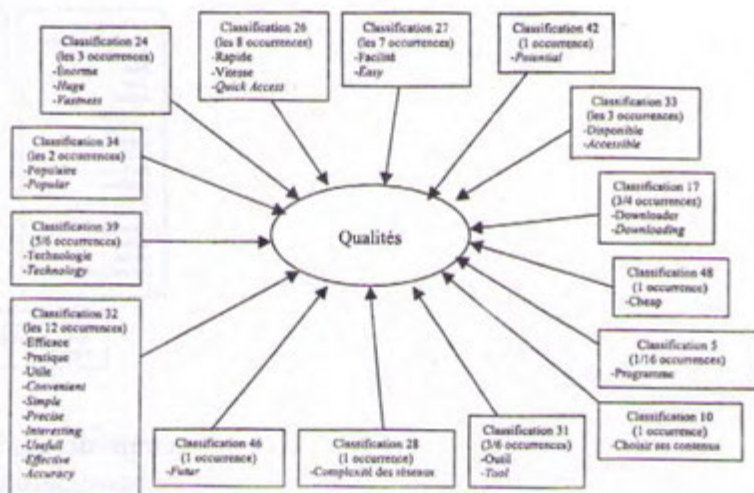 Classification 24
(les 3 occurrences)
-Énorme
-Huge
-Vastness
Classification 26
(les 8 occurrences)
-Rapide
-Vitesse
-Quick Access
Classification 27
(les 7 occurrences)
-Facilité
-Easy
Classification 42
(1 occurrence)
-Potential
Classification 33
(les 3 occurrences)
-Disponible
-Accessible
Classification 34
(les 2 occurrences)
-Populaire
-Popular
Classification 17
(3/4 occurrences)
-Downloader
-Downloading
Classification 39
(5/6 occurrences)
-Technologie
-Technology
Qualités
Classification 48
(1 occurrence)
-Cheap
Classification 32
(les 12 occurrences)
-Efficace
-Pratique
-Utile
-Convenient
-Simple
-Precise
-Interesting
-Usefull
-Effective
-Accuracy
Classification 5
(1/16 occurrences)
-Programme
Classification 46
(1 occurrence)
-Futur
Classification 28
(1 occurrence)
-Complexité des réseaux
Classification 31
(3/6 occurrences)
-Outil
-Tool
Classification 10
(1 occurrence)
-Choisir ses contenus